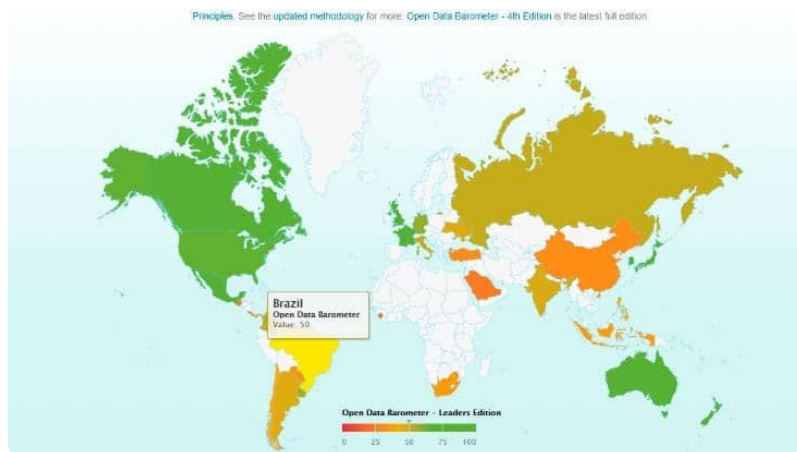 Principles. See the updated methodology for more. Open Data Barometer - 4th Edition is the latest full edition.
Brazil
Open Data Barometer
Value: 50
Open Data Barometer - Leaders Edition
0 25 50 75 100